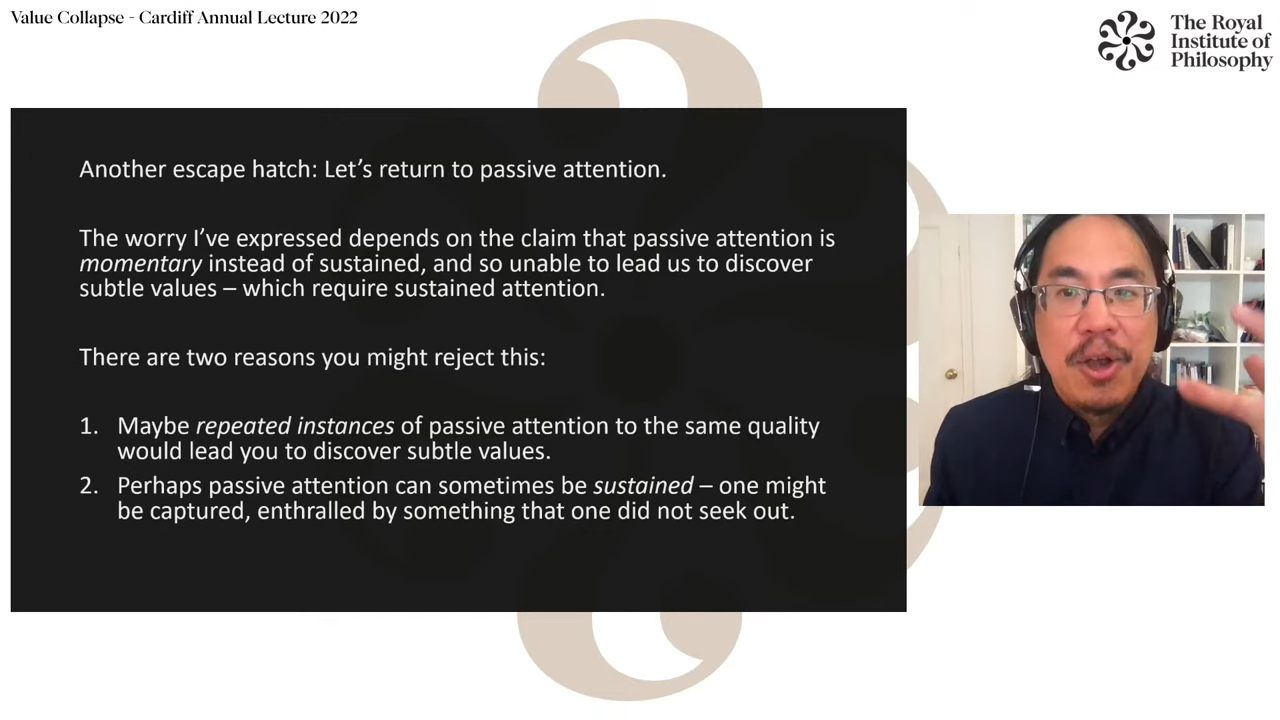 Value Collapse - Cardiff Annual Lecture 2022
The Royal
Institute of
Philosophy
Another escape hatch: Let’s return to passive attention.
The worry I’ve expressed depends on the claim that passive attention is
momentary instead of sustained, and so unable to lead us to discover
subtle values – which require sustained attention.
There are two reasons you might reject this:
1. Maybe repeated instances of passive attention to the same quality
would lead you to discover subtle values.
2. Perhaps passive attention can sometimes be sustained – one might
be captured, enthralled by something that one did not seek out.